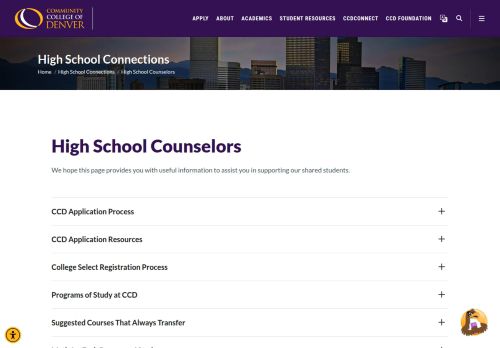 COMMUNITY
COLLEGE OF
DENVER
APPLY ABOUT ACADEMICS STUDENT RESOURCES CCDCONNECT CCD FOUNDATION
High School Connections
Home / High School Connections / High School Counselors
High School Counselors
We hope this page provides you with useful information to assist you in supporting our shared students.
CCD Application Process
CCD Application Resources
College Select Registration Process
Programs of Study at CCD
Suggested Courses That Always Transfer